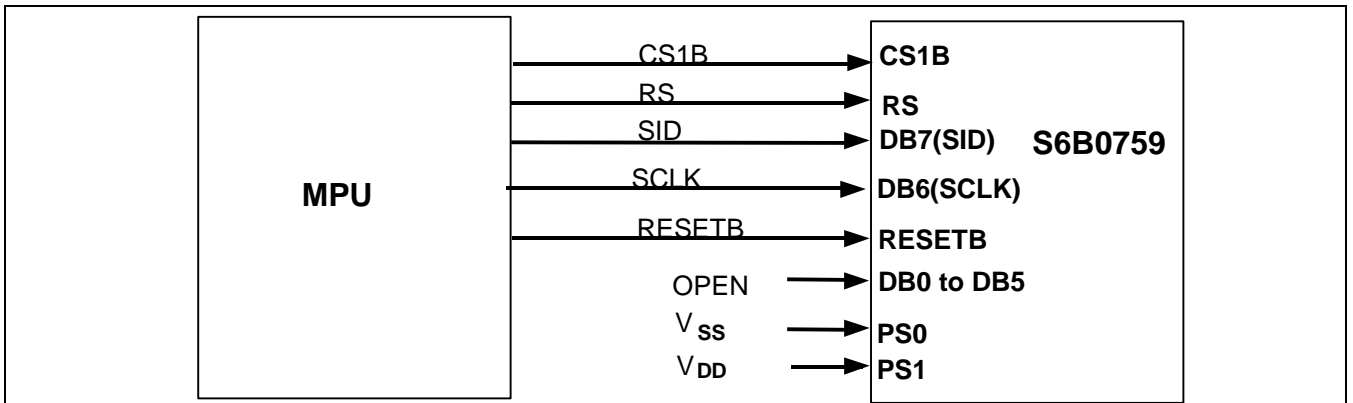 CS1B CS1B
RS RS
SID DB7(SID) S6B0759
MPU SCLK DB6(SCLK)
RESETB RESETB
OPEN DB0 to DB5
VSS PS0
VDD PS1